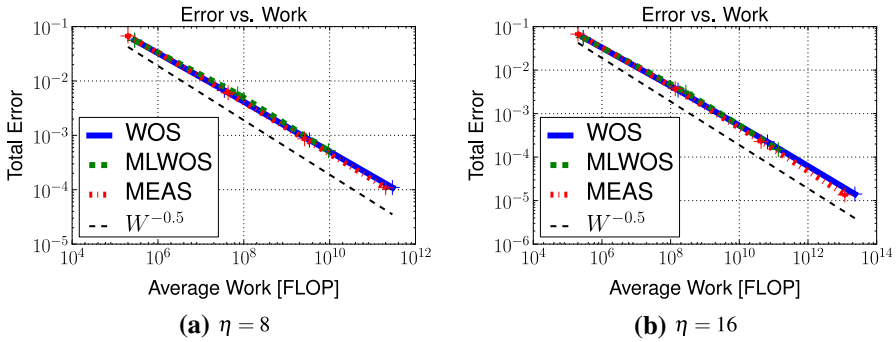 Error vs. Work
Total Error
10^{-1}
10^{-2}
10^{-3}
10^{-4}
10^{-5}
WOS
MLWOS
MEAS
W^{-0.5}
10^{4}
10^{6}
10^{8}
10^{10}
10^{12}
Average Work [FLOP]
(a) η = 8
Error vs. Work
Total Error
10^{-1}
10^{-2}
10^{-3}
10^{-4}
10^{-5}
10^{-6}
WOS
MLWOS
MEAS
W^{-0.5}
10^{4}
10^{6}
10^{8}
10^{10}
10^{12}
10^{14}
Average Work [FLOP]
(b) η = 16